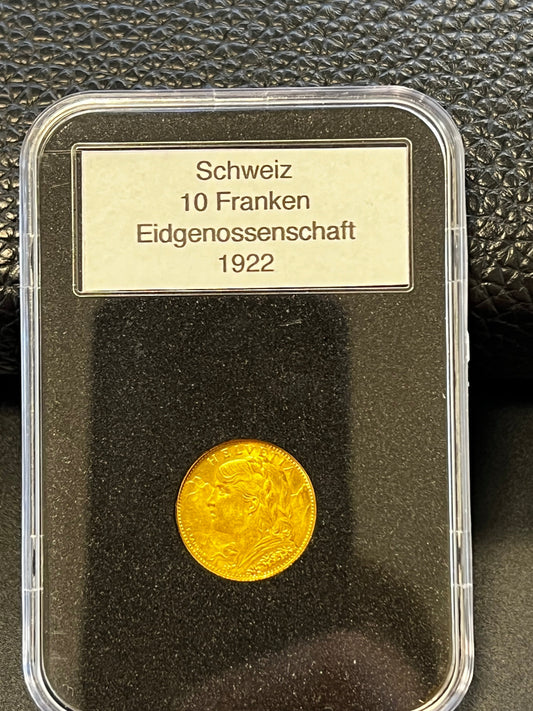 Schweiz
10 Franken
Eidgenossenschaft
1922
HELVETIA